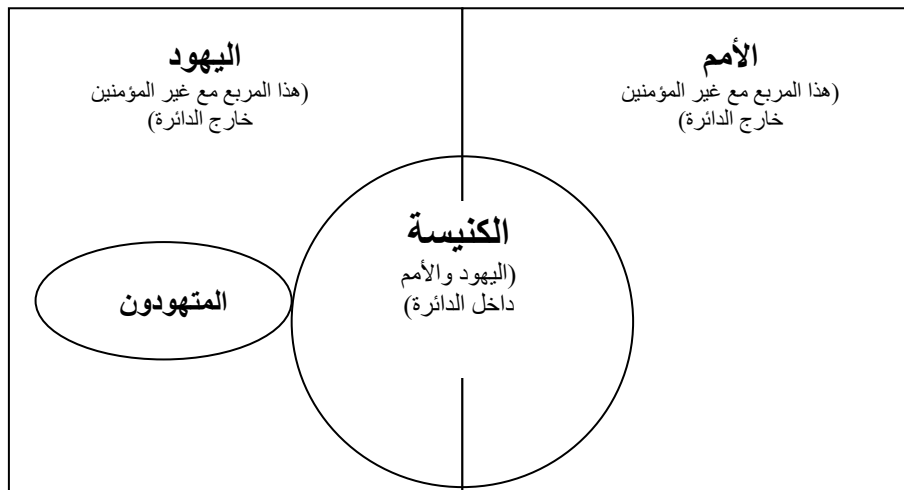 الأمم
(هذا المربع مع غير المؤمنين
خارج الدائرة)
اليهود
(هذا المربع مع غير المؤمنين
خارج الدائرة)
الكنيسة
(اليهود والأمم
داخل الدائرة)
المتهودون